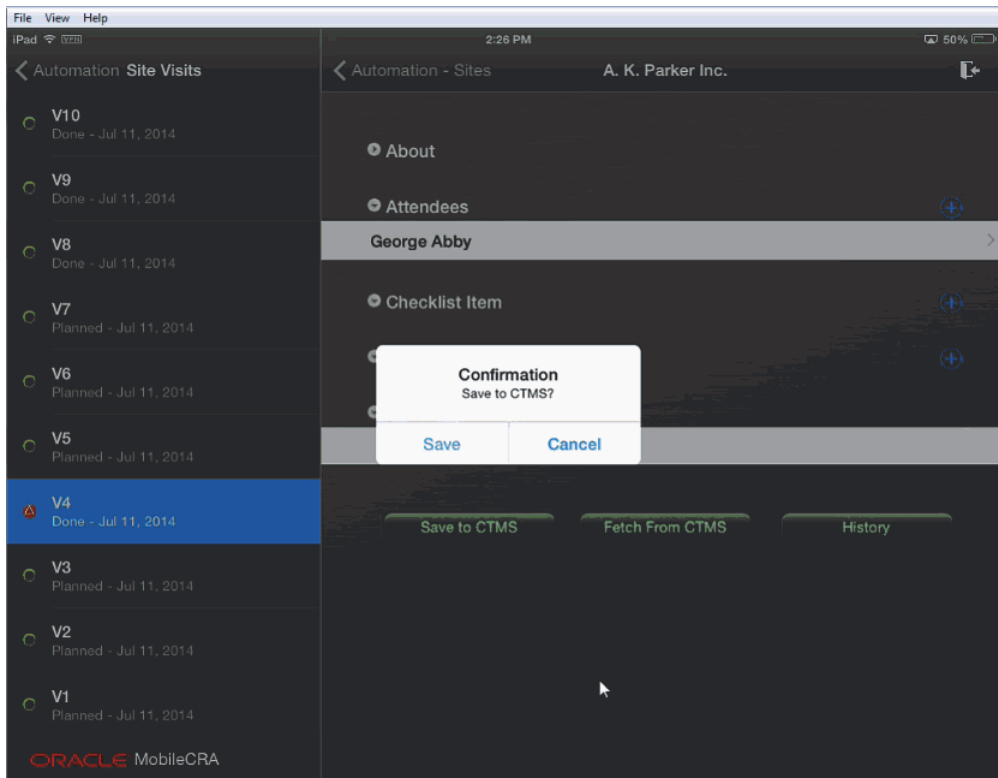 File View Help
iPad VPN 2:26 PM 50%
Automation Site Visits
Automation - Sites A. K. Parker Inc.
V10
Done - Jul 11, 2014
V9
Done - Jul 11, 2014
V8
Done - Jul 11, 2014
V7
Planned - Jul 11, 2014
V6
Planned - Jul 11, 2014
V5
Planned - Jul 11, 2014
V4
Done - Jul 11, 2014
V3
Planned - Jul 11, 2014
V2
Planned - Jul 11, 2014
V1
Planned - Jul 11, 2014
ORACLE MobileCRA
About
Attendees
George Abby
Checklist Item
Confirmation
Save to CTMS?
Save Cancel
Save to CTMS Fetch From CTMS History